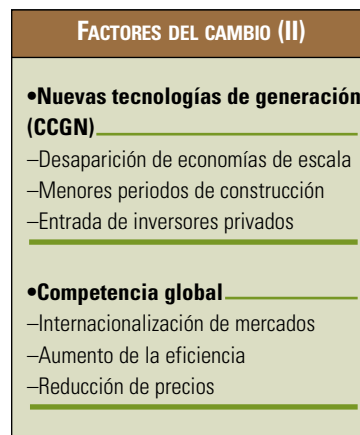 FACTORES DEL CAMBIO (II)
•Nuevas tecnologías de generación
(CCGN)
–Desaparición de economías de escala
–Menores periodos de construcción
–Entrada de inversores privados
•Competencia global
–Internacionalización de mercados
–Aumento de la eficiencia
–Reducción de precios